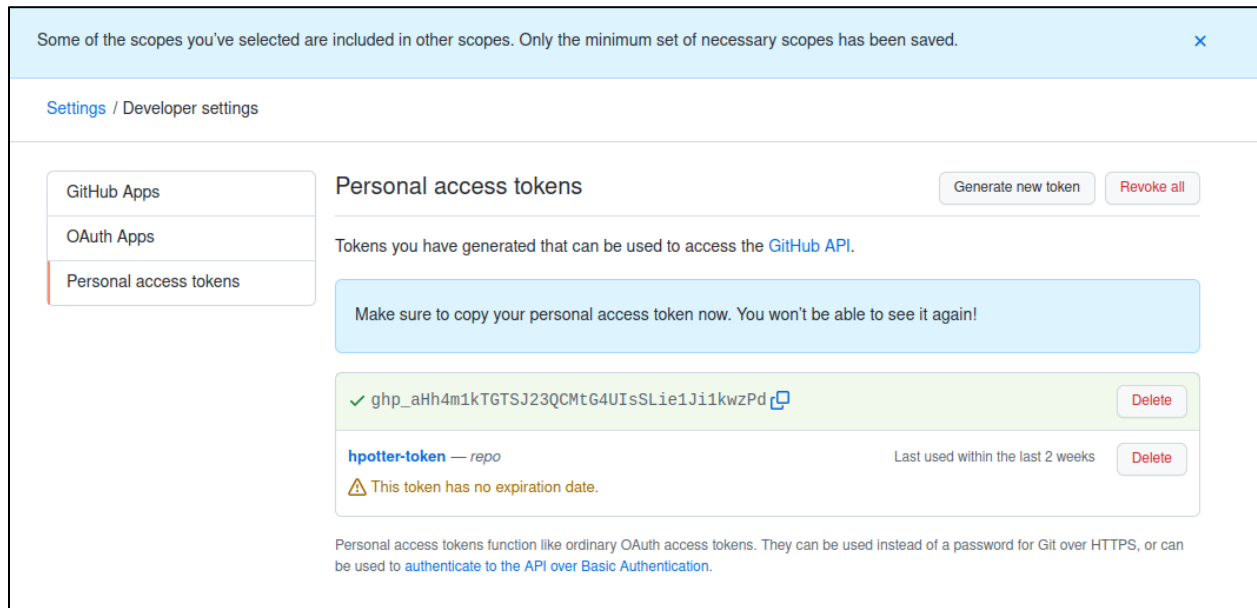 Some of the scopes you've selected are included in other scopes. Only the minimum set of necessary scopes has been saved.
Settings / Developer settings
GitHub Apps
OAuth Apps
Personal access tokens
Personal access tokens
Generate new token
Revoke all
Tokens you have generated that can be used to access the GitHub API.
Make sure to copy your personal access token now. You won't be able to see it again!
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
Delete
hpotter-token — repo
Last used within the last 2 weeks
Delete
This token has no expiration date.
Personal access tokens function like ordinary OAuth access tokens. They can be used instead of a password for Git over HTTPS, or can
be used to authenticate to the API over Basic Authentication.